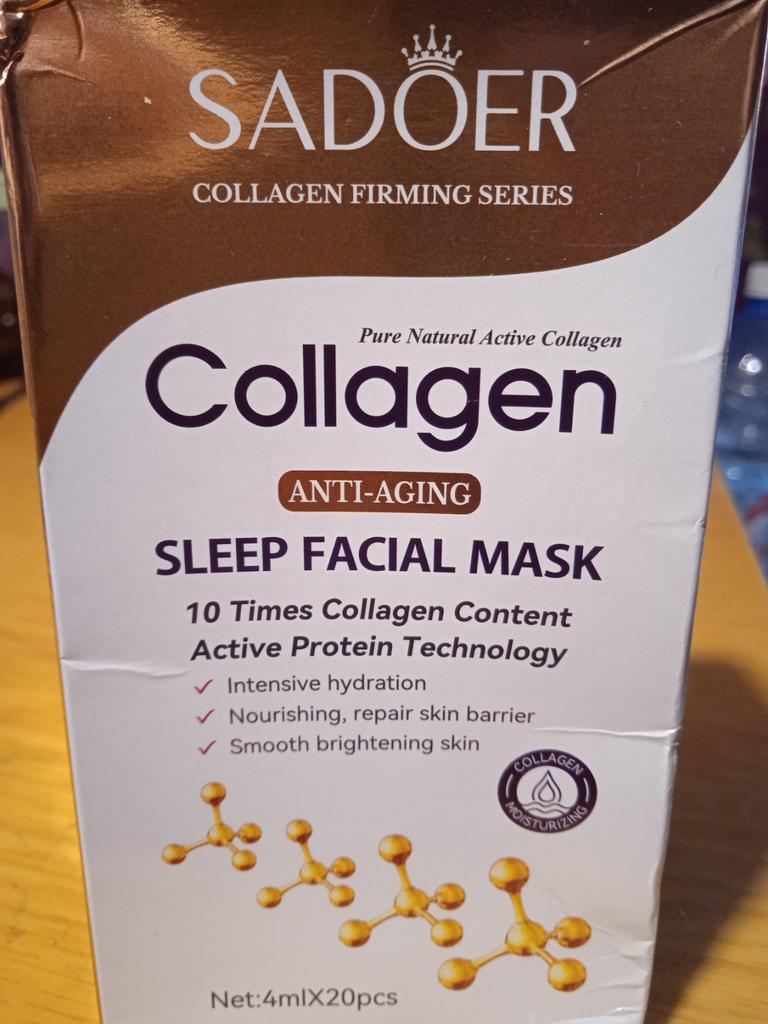 SADOER
COLLAGEN FIRMING SERIES
Pure Natural Active Collagen
Collagen
ANTI-AGING
SLEEP FACIAL MASK
10 Times Collagen Content
Active Protein Technology
✓ Intensive hydration
✓ Nourishing, repair skin barrier
✓ Smooth brightening skin
COLLAGEN
MOISTURIZING
Net:4mlX20pcs